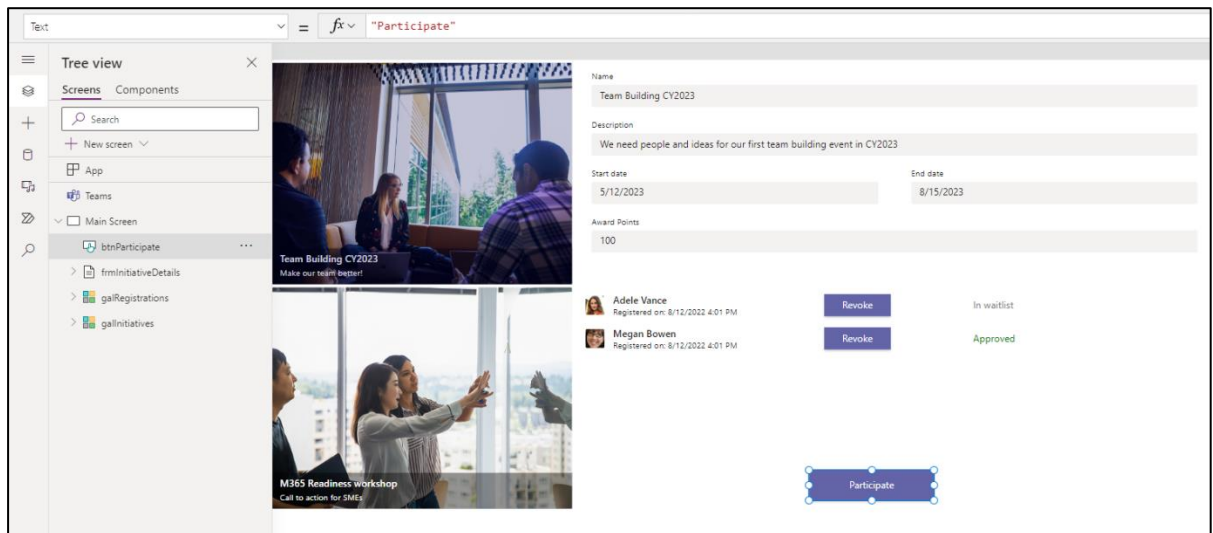 Text
= fx "Participate"
Tree view
Screens Components
Search
New screen
App
Teams
Main Screen
btnParticipate ...
frmInitiativeDetails
galRegistrations
galInitiatives
Team Building CY2023
Make our team better!
M365 Readiness workshop
Call to action for SMEs
Name
Team Building CY2023
Description
We need people and ideas for our first team building event in CY2023
Start date End date
5/12/2023 8/15/2023
Award Points
100
Adele Vance
Registered on: 8/12/2022 4:01 PM
Revoke In waitlist
Megan Bowen
Registered on: 8/12/2022 4:01 PM
Revoke Approved
Participate